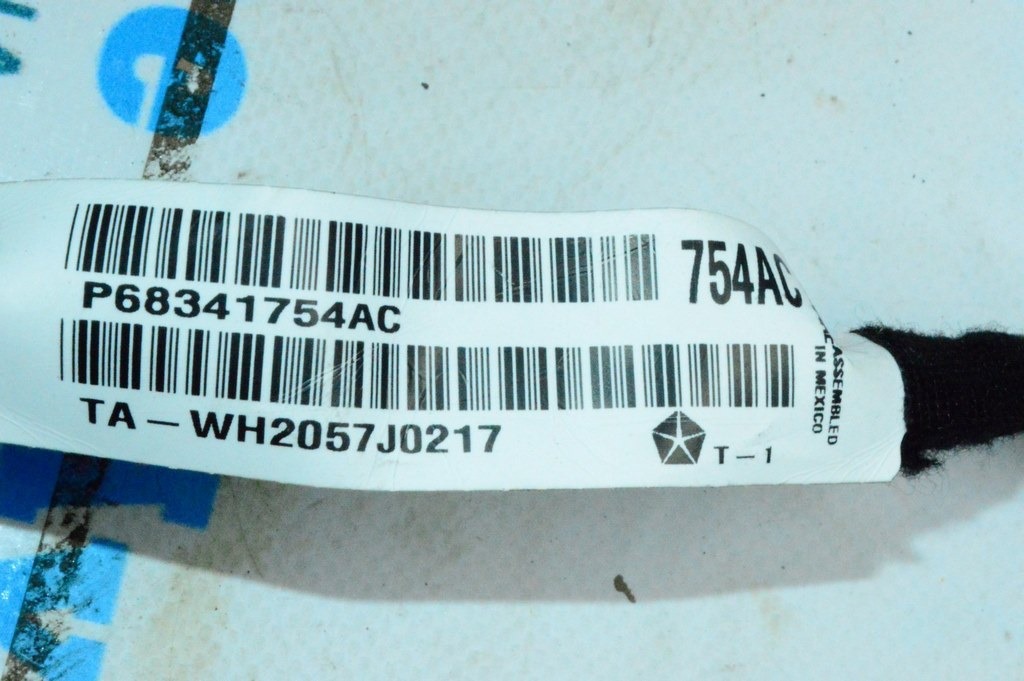 754AC
P68341754AC
TA-WH2057J0217
T-1
ASSEMBLED
IN MEXICO